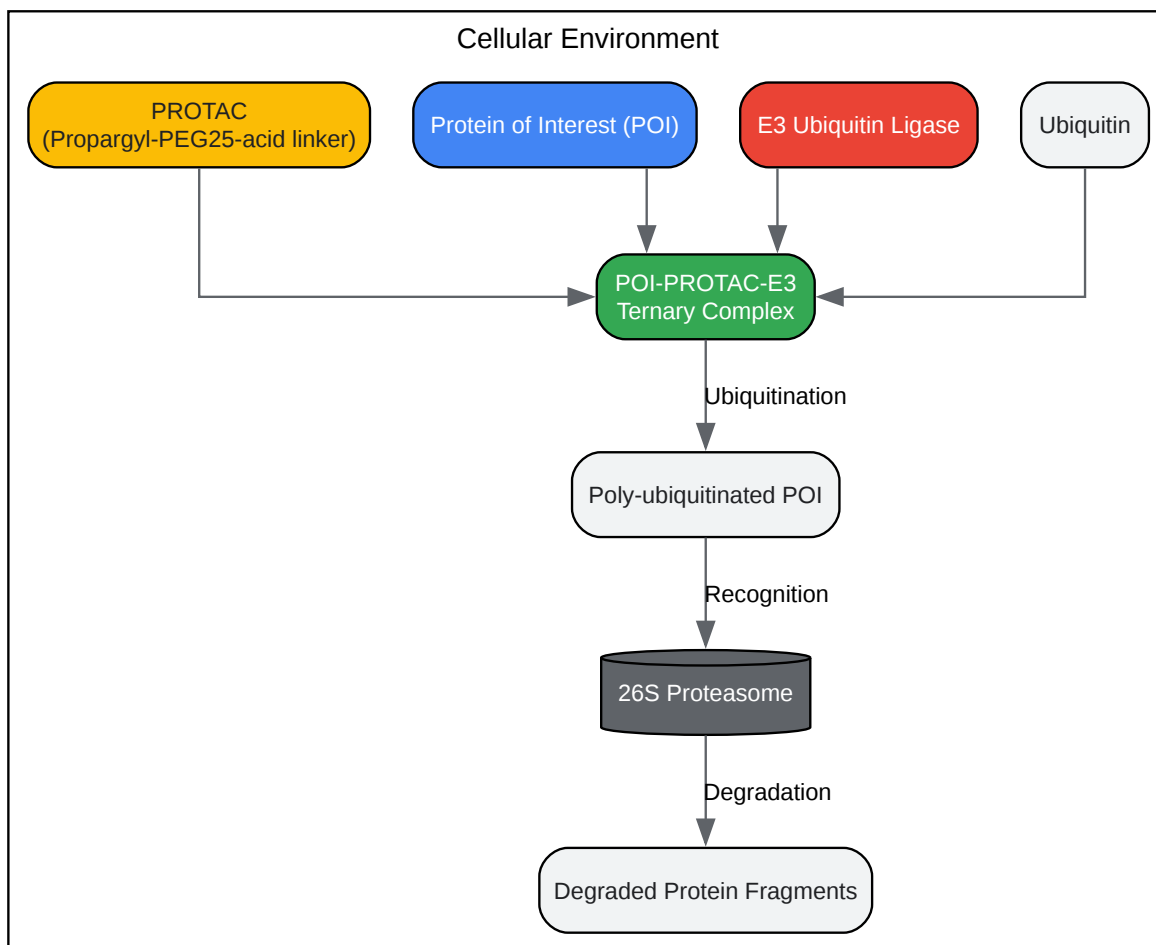 Cellular Environment
PROTAC
(Propargyl-PEG25-acid linker)
Protein of Interest (POI)
E3 Ubiquitin Ligase
Ubiquitin
POI-PROTAC-E3
Ternary Complex
Ubiquitination
Poly-ubiquitinated POI
Recognition
26S Proteasome
Degradation
Degraded Protein Fragments